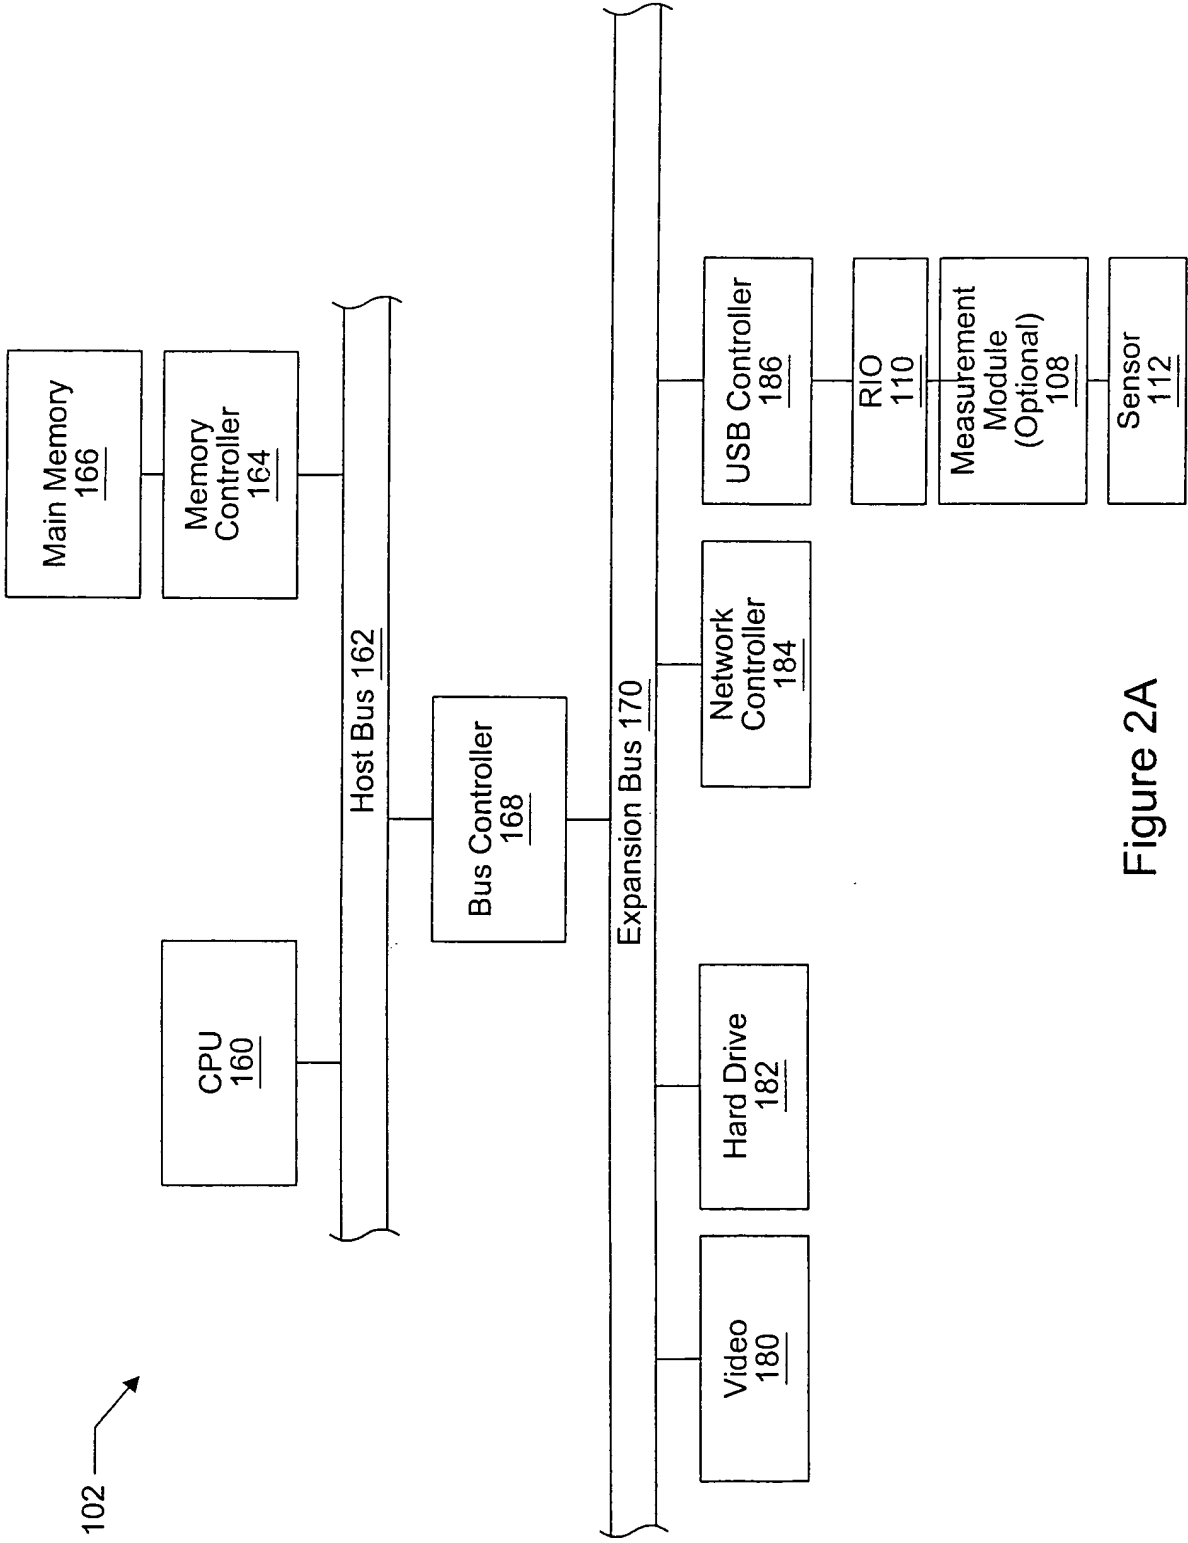 102
CPU
160
Main Memory
166
Memory
Controller
164
Host Bus 162
Bus Controller
168
Expansion Bus 170
Video
180
Hard Drive
182
Network
Controller
184
USB Controller
186
RIO
110
Measurement
Module
(Optional)
108
Sensor
112
Figure 2A